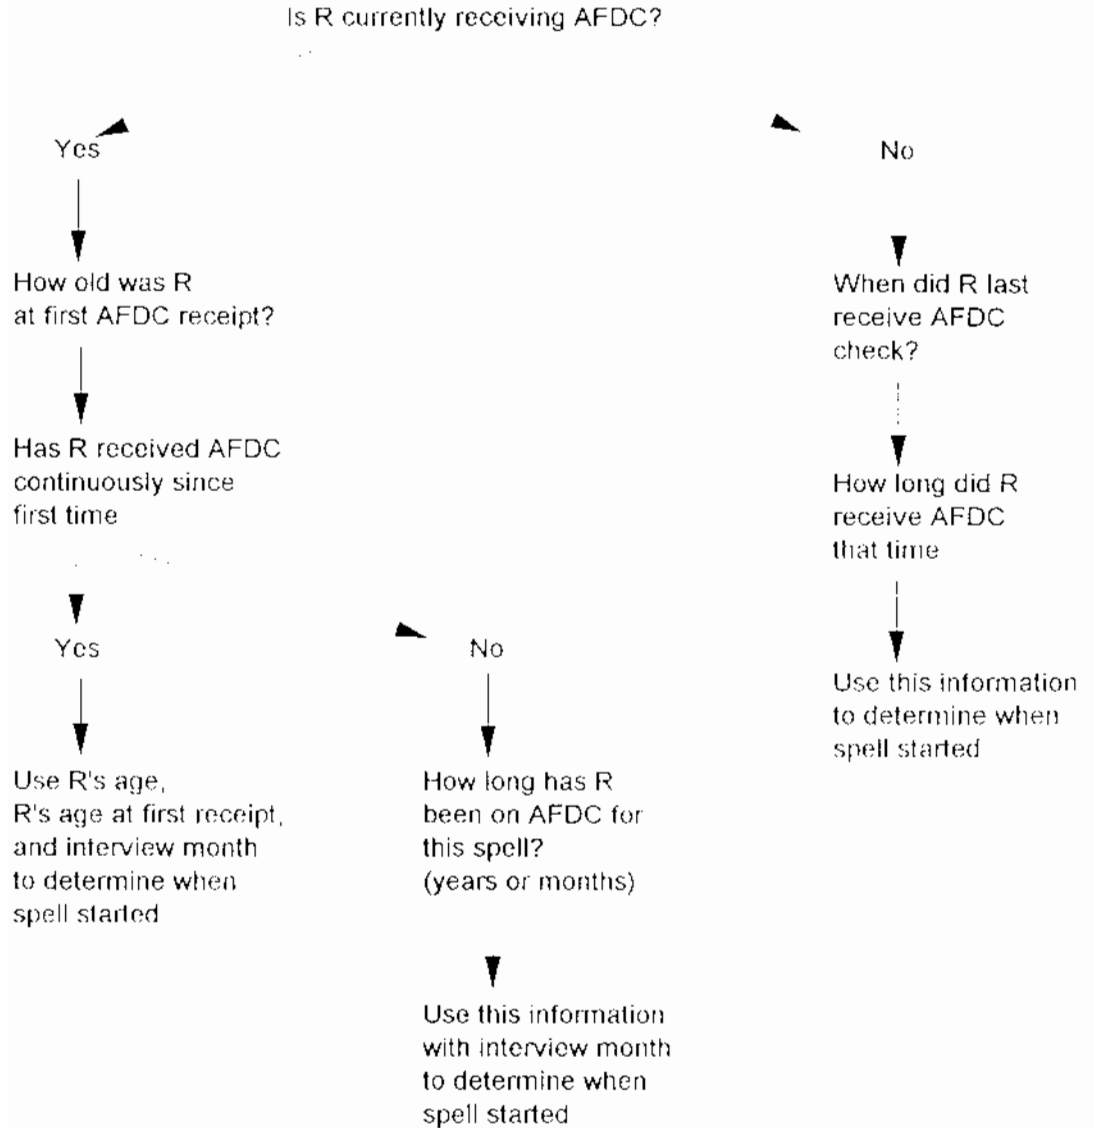 Is R currently receiving AFDC?
Yes
No
How old was R
at first AFDC receipt?
When did R last
receive AFDC
check?
Has R received AFDC
continuously since
first time
How long did R
receive AFDC
that time
Yes
No
Use this information
to determine when
spell started
Use R's age,
R's age at first receipt,
and interview month
to determine when
spell started
How long has R
been on AFDC for
this spell?
(years or months)
Use this information
with interview month
to determine when
spell started